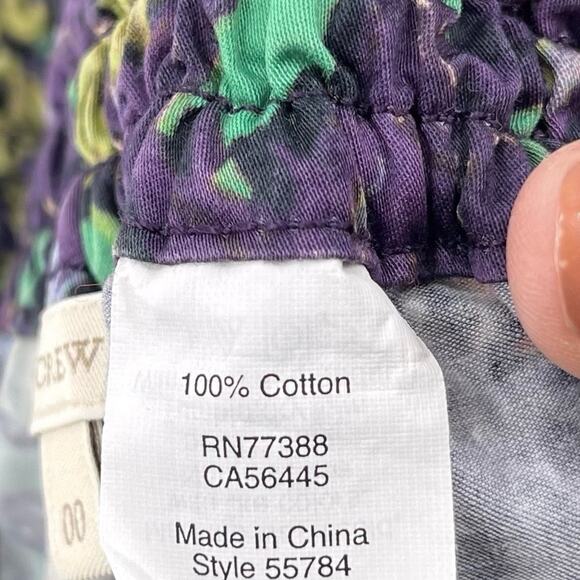 CREW
00
100% Cotton
RN77388
CA56445
Made in China
Style 55784